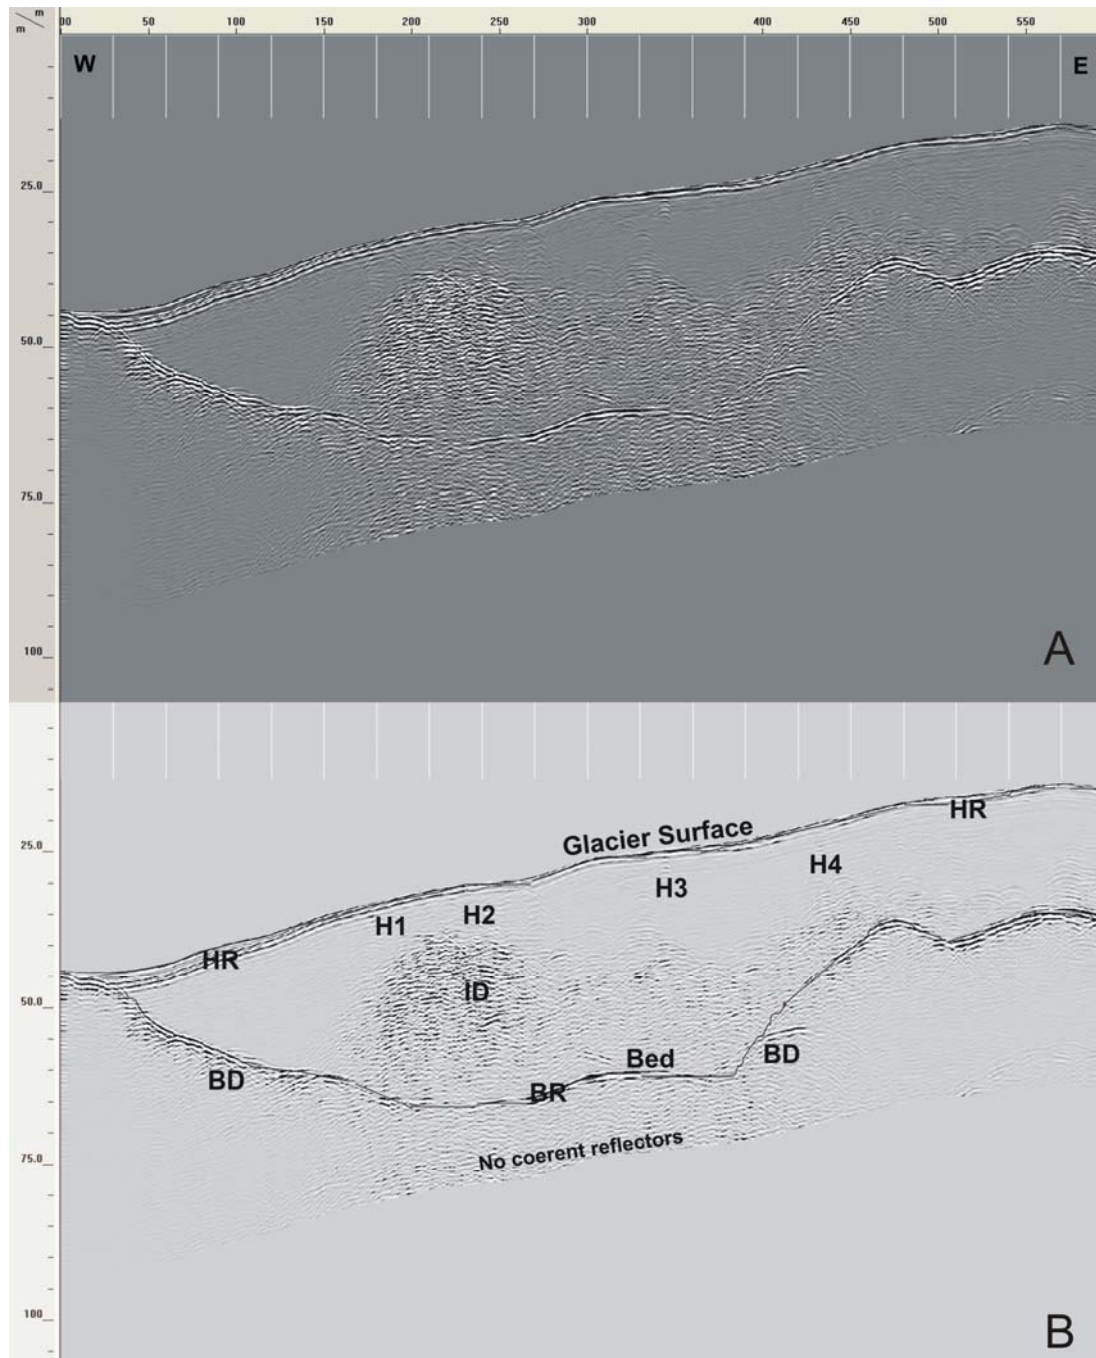 m
m
00 50 100 150 200 250 300 400 450 500 550
W E
25.0
50.0
75.0
100
A
HR
Glacier Surface
25.0
H4
H3
H2
H1
HR
ID
50.0
Bed
BD
BD
BR
No coerent reflectors
75.0
100
B